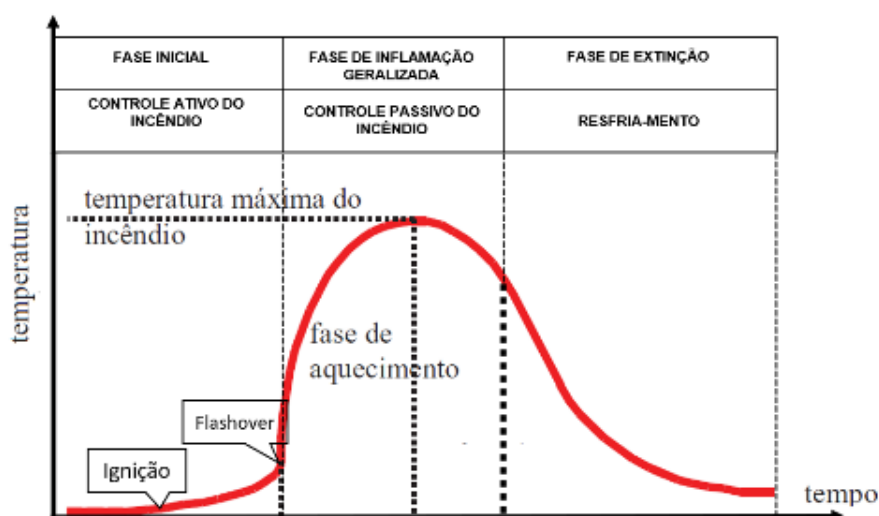 FASE INICIAL
FASE DE INFLAMAÇÃO
GERALIZADA
FASE DE EXTINÇÃO
CONTROLE ATIVO DO
INCÊNDIO
CONTROLE PASSIVO DO
INCÊNDIO
RESFRIA-MENTO
temperatura máxima do
incêndio
temperatura
fase de
aquecimento
Flashover
Ignição
tempo